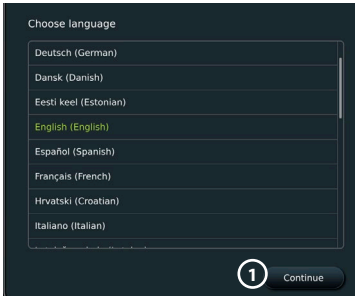 Choose language
Deutsch (German)
Dansk (Danish)
Eesti keel (Estonian)
English (English)
Español (Spanish)
Français (French)
Hrvatski (Croatian)
Italiano (Italian)
1 Continue